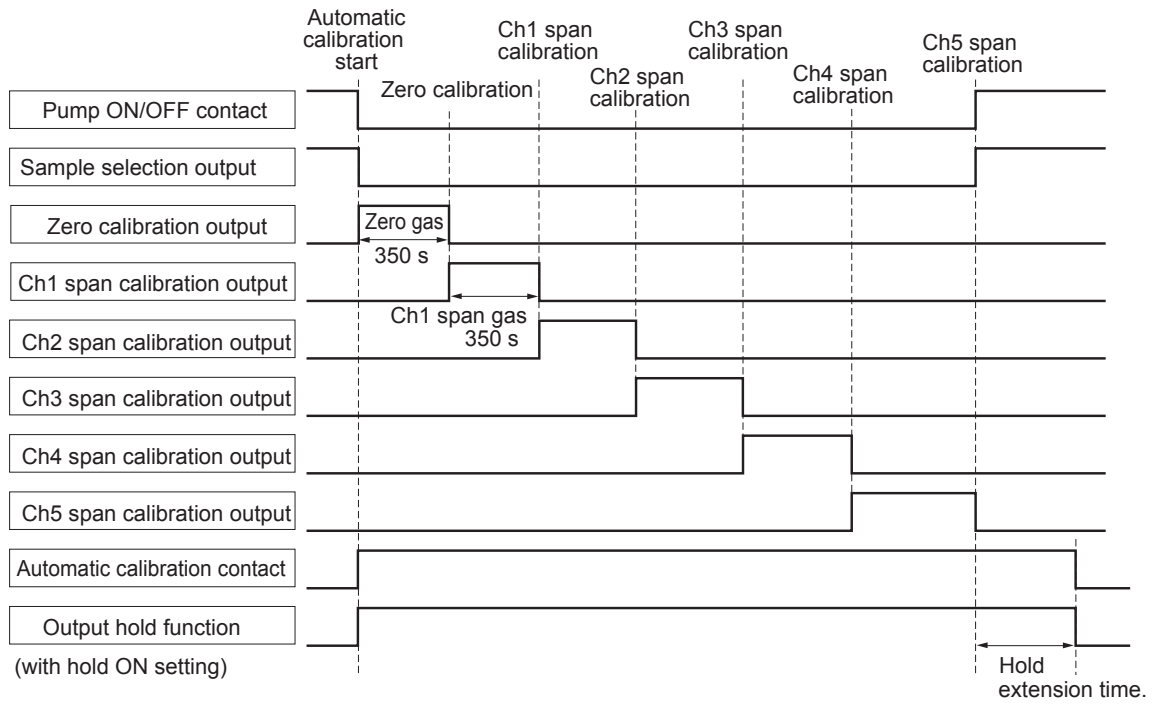 Automatic
calibration
start
Zero calibration
Ch1 span
calibration
Ch2 span
calibration
Ch3 span
calibration
Ch4 span
calibration
Ch5 span
calibration
Pump ON/OFF contact
Sample selection output
Zero calibration output
Zero gas
350 s
Ch1 span calibration output
Ch1 span gas
350 s
Ch2 span calibration output
Ch3 span calibration output
Ch4 span calibration output
Ch5 span calibration output
Automatic calibration contact
Output hold function
(with hold ON setting)
Hold
extension time.